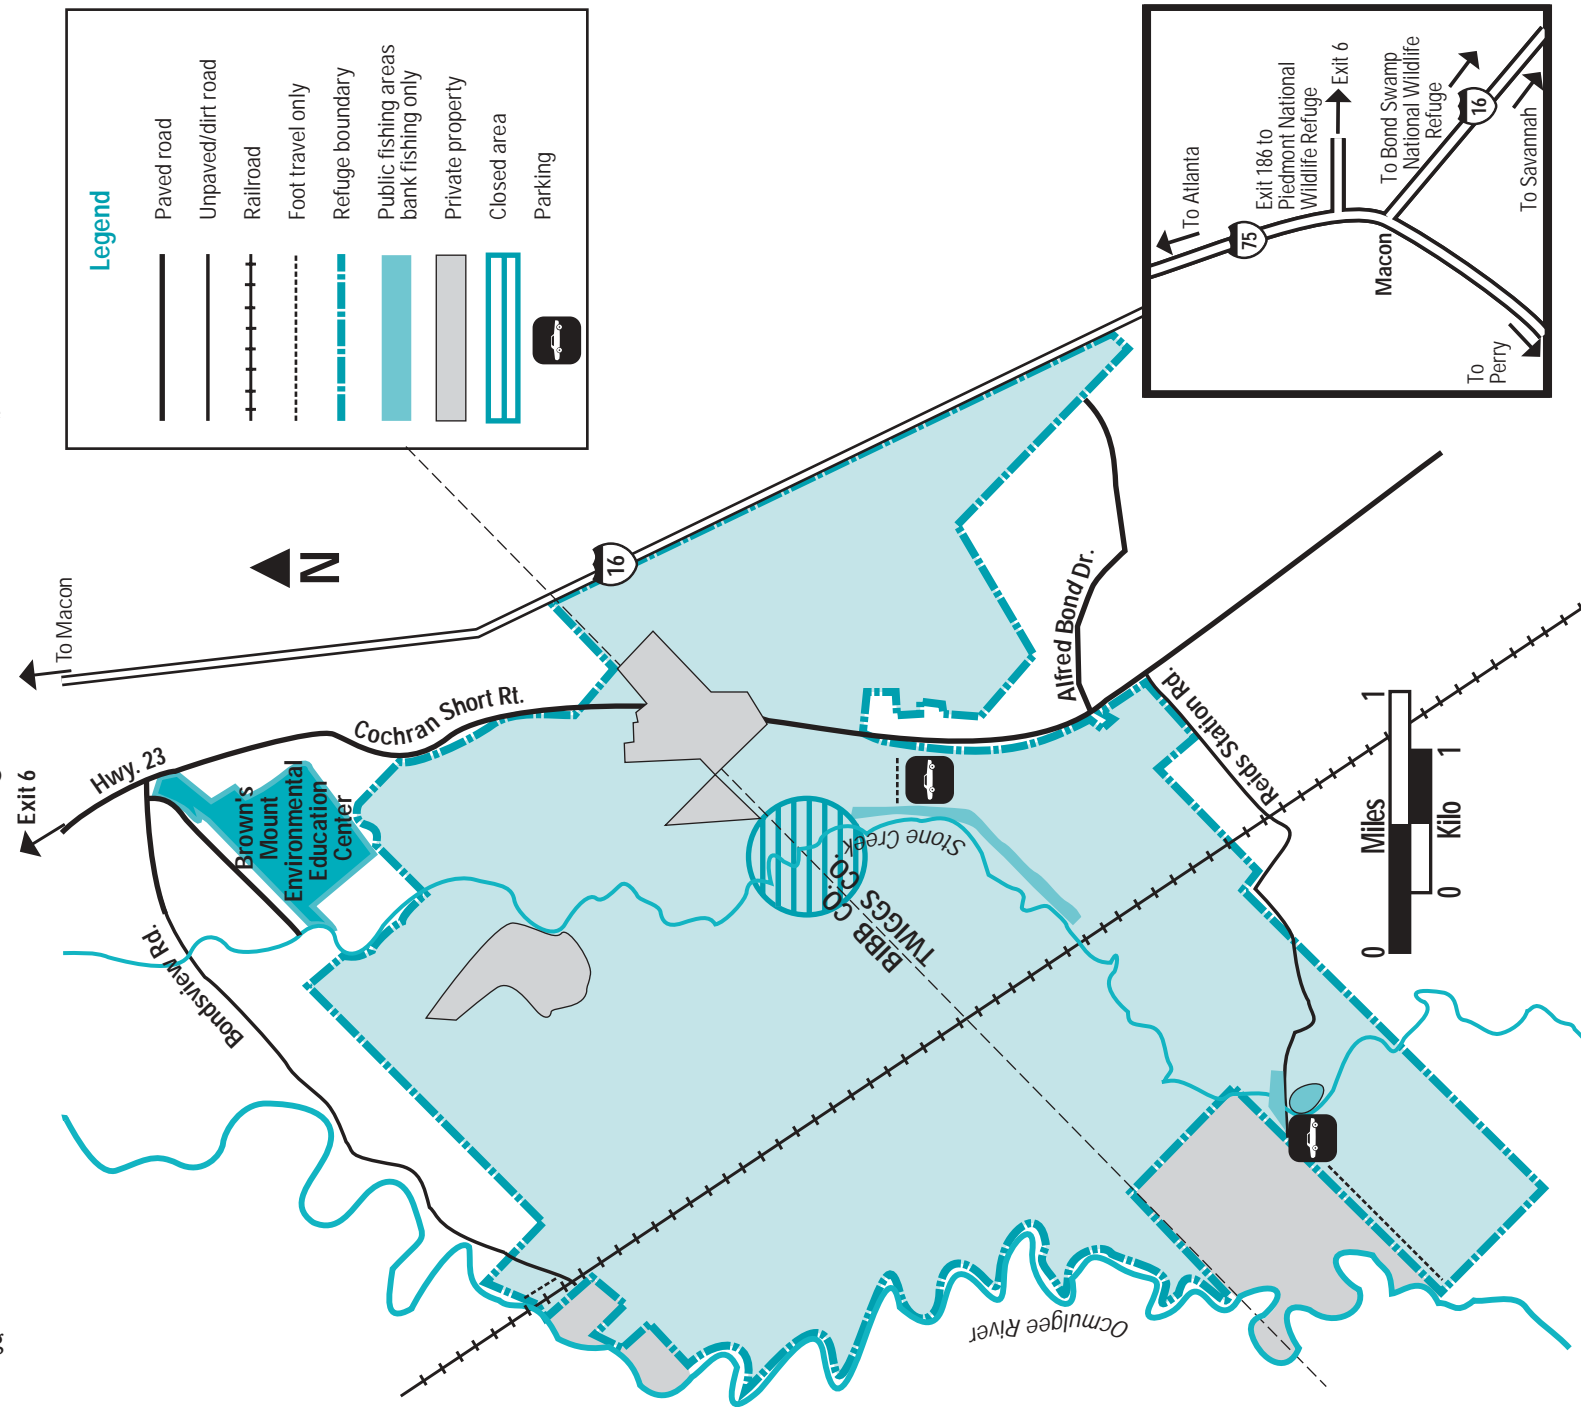 Legend
Paved road
Unpaved/dirt road
Railroad
Foot travel only
Refuge boundary
Public fishing areas
bank fishing only
Private property
Closed area
Parking
To Atlanta
75
Exit 186 to
Piedmont National
Wildlife Refuge
Exit 6
To Bond Swamp
National Wildlife
Refuge
16
To Savannah
Macon
To
Perry
N
To Macon
Exit 6
Hwy. 23
Cochran Short Rt.
16
Brown's
Mount
Environmental
Education
Center
Bondsview Rd.
Stone Creek
BIBB CO.
TWIGGS CO.
Alfred Bond Dr.
Reids Station Rd.
Ocmulgee River
Miles
0 1
0 1
Kilo